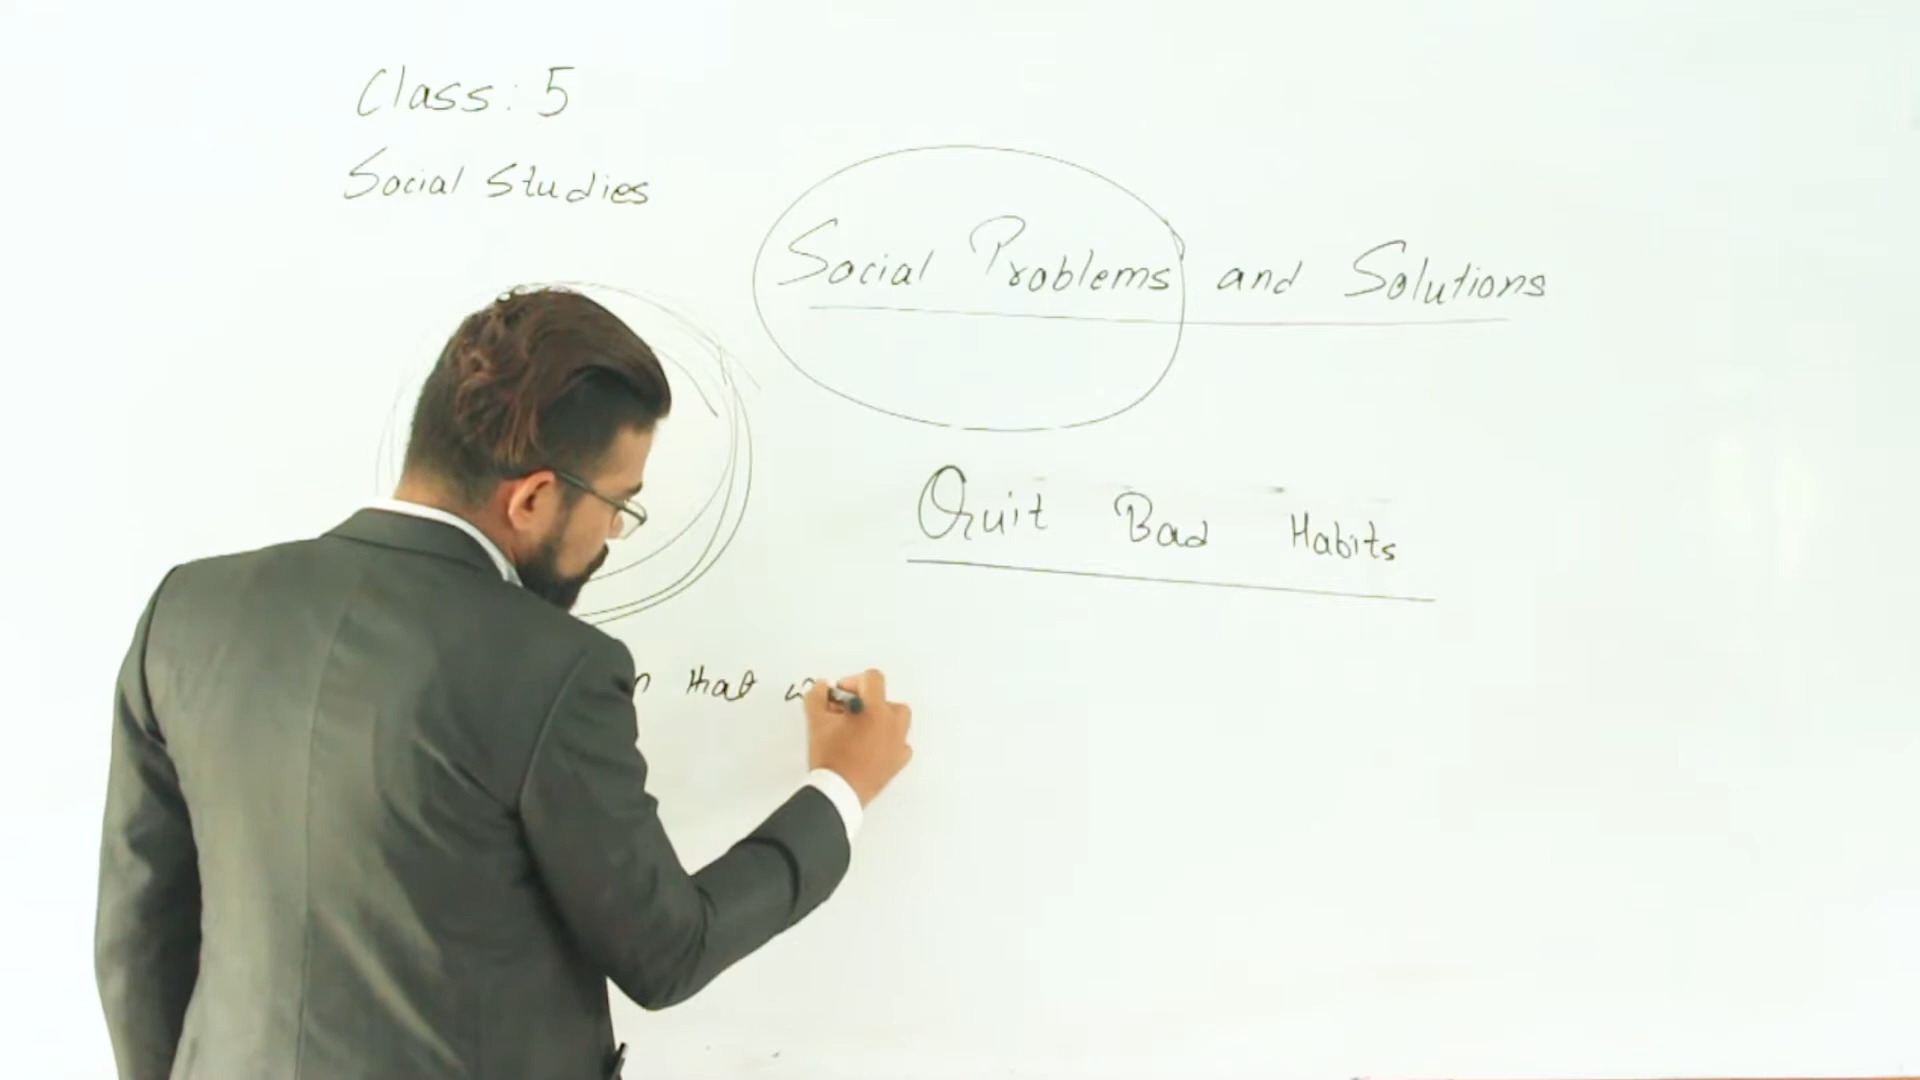 Class: 5
Social Studies
Social Problems and Solutions
Quit Bad Habits
that